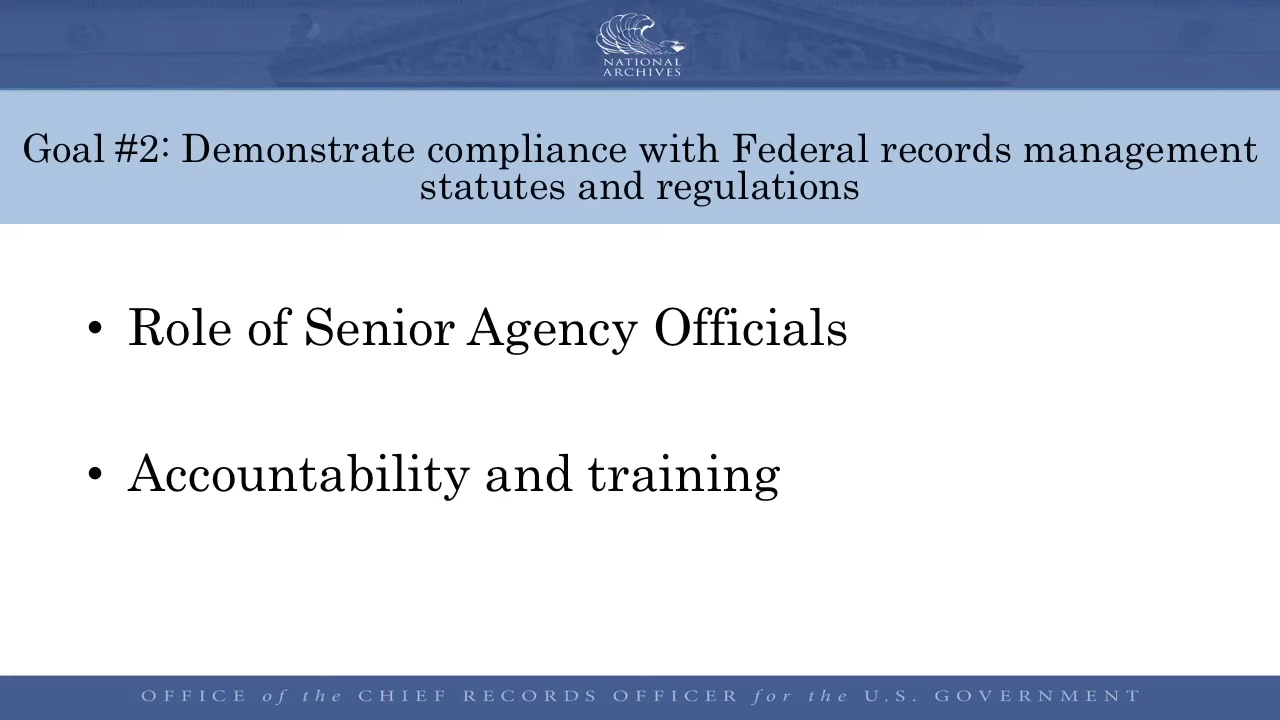 NATIONAL
ARCHIVES
Goal #2: Demonstrate compliance with Federal records management
statutes and regulations
• Role of Senior Agency Officials
• Accountability and training
OFFICE of the CHIEF RECORDS OFFICER for the U.S. GOVERNMENT